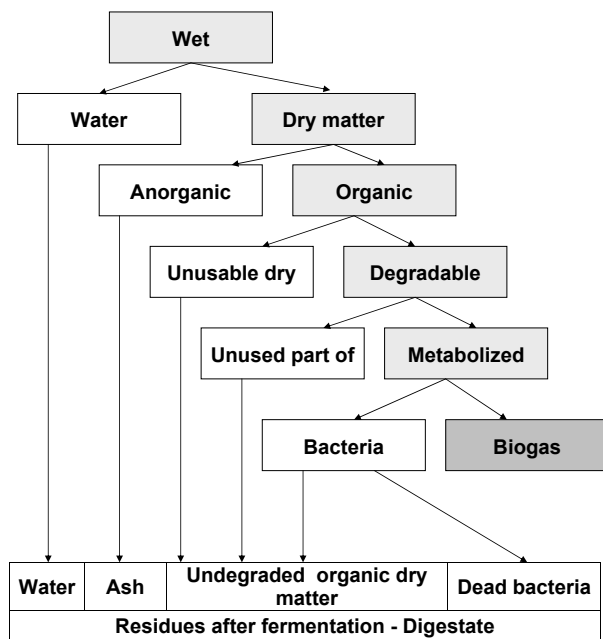 Wet
Water
Dry matter
Anorganic
Organic
Unusable dry
Degradable
Unused part of
Metabolized
Bacteria
Biogas
Water
Ash
Undegraded organic dry
matter
Dead bacteria
Residues after fermentation - Digestate